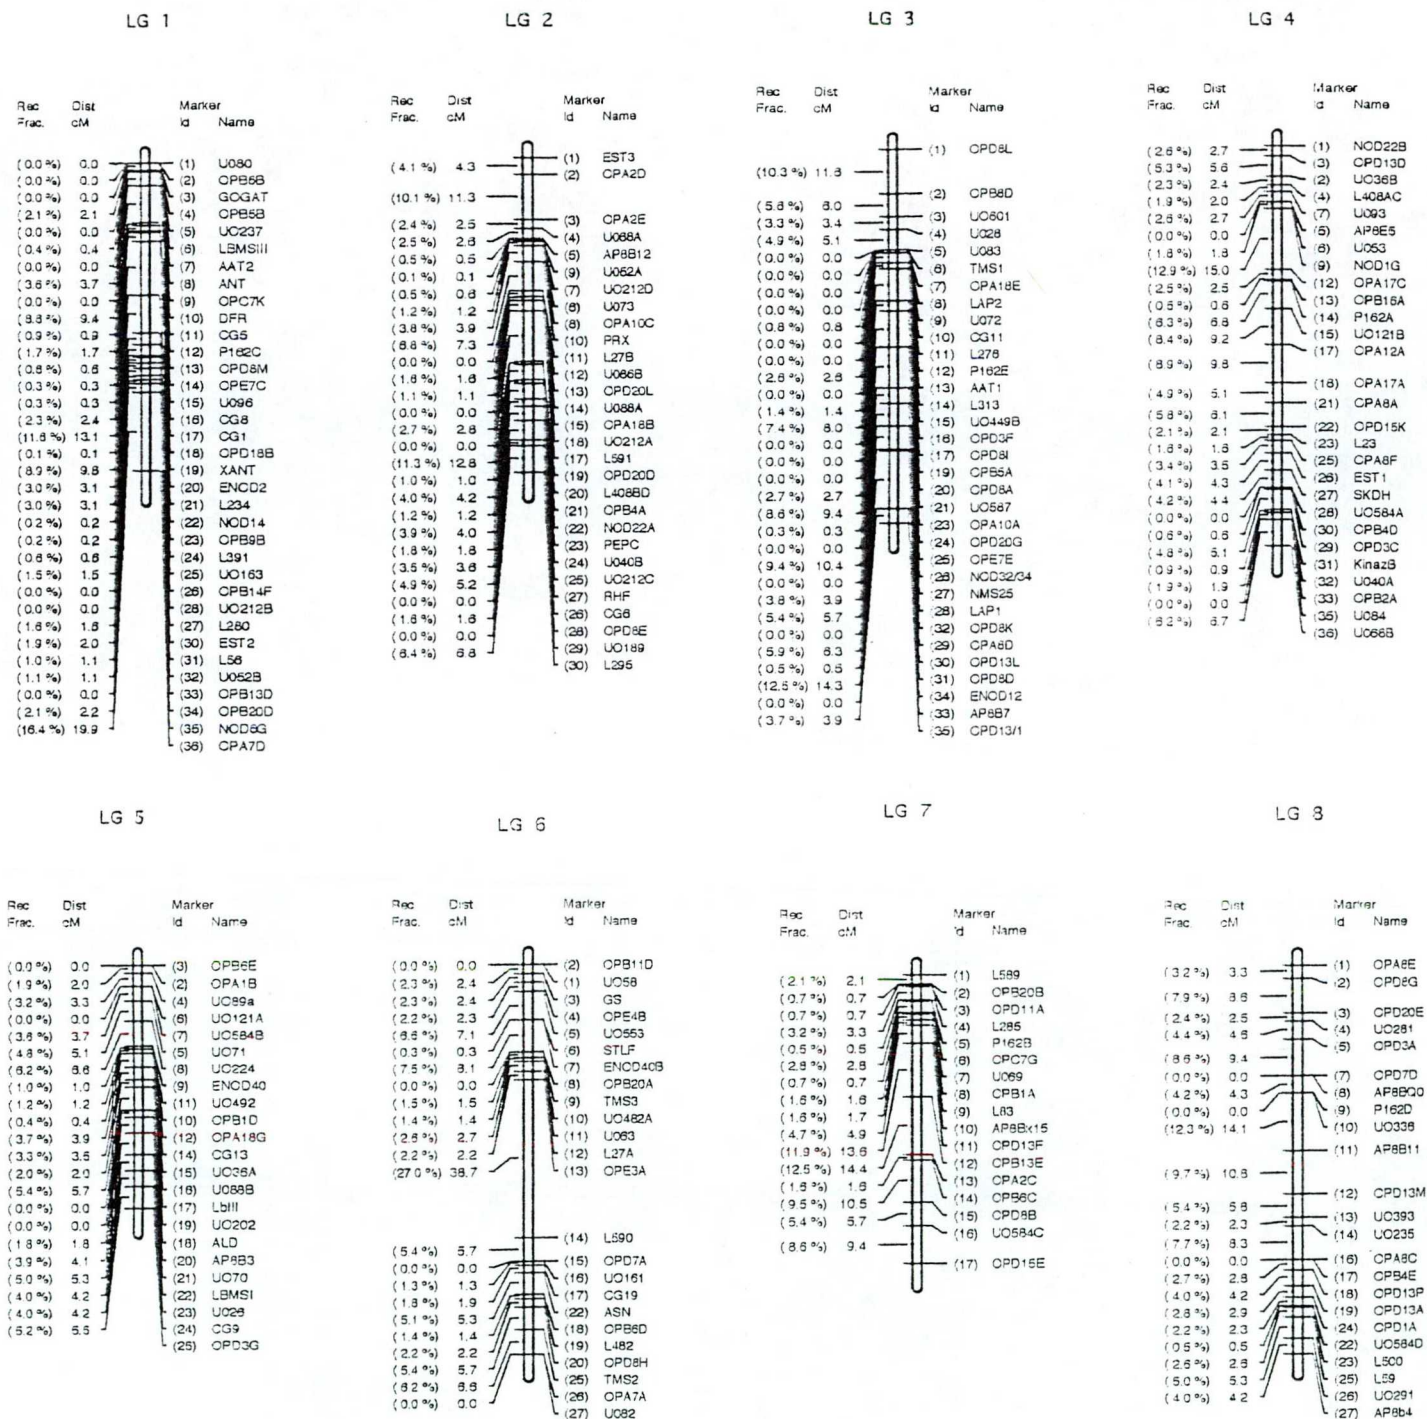 LG 1
Rec Dist Marker
Frac. cM Id Name
(0.0 %) 0.0
(0.0 %) 0.0
(0.0 %) 0.0
(2.1 %) 2.1
(0.0 %) 0.0
(0.4 %) 0.4
(0.0 %) 0.0
(3.6 %) 3.7
(0.0 %) 0.0
(8.6 %) 9.4
(0.9 %) 0.9
(1.7 %) 1.7
(0.6 %) 0.6
(0.3 %) 0.3
(0.3 %) 0.3
(2.3 %) 2.4
(11.6 %) 13.1
(0.1 %) 0.1
(8.9 %) 9.8
(3.0 %) 3.1
(3.0 %) 3.1
(0.2 %) 0.2
(0.2 %) 0.2
(0.6 %) 0.6
(1.5 %) 1.5
(0.0 %) 0.0
(0.0 %) 0.0
(1.6 %) 1.6
(1.9 %) 2.0
(1.0 %) 1.1
(1.1 %) 1.1
(0.0 %) 0.0
(2.1 %) 2.2
(16.4 %) 19.9
(1) U080
(2) OPB6B
(3) GOGAT
(4) OPB5B
(5) UO237
(6) LBMSIII
(7) AAT2
(8) ANT
(9) OPC7K
(10) DFR
(11) CG5
(12) P162C
(13) OPD8M
(14) OPE7C
(15) U096
(16) CG8
(17) CG1
(18) OPD18B
(19) XANT
(20) ENOD2
(21) L234
(22) NOD14
(23) OPB9B
(24) L391
(25) UO163
(26) OPB14F
(28) UO212B
(27) L260
(30) EST2
(31) L56
(32) U052B
(33) OPB13D
(34) OPB20D
(35) NOD6G
(36) OPA7D
LG 2
Rec Dist Marker
Frac. cM Id Name
(4.1 %) 4.3
(10.1 %) 11.3
(2.4 %) 2.5
(2.5 %) 2.6
(0.5 %) 0.5
(0.1 %) 0.1
(0.5 %) 0.6
(1.2 %) 1.2
(3.8 %) 3.9
(6.8 %) 7.3
(0.0 %) 0.0
(1.6 %) 1.6
(1.1 %) 1.1
(0.0 %) 0.0
(2.7 %) 2.8
(0.0 %) 0.0
(11.3 %) 12.8
(1.0 %) 1.0
(4.0 %) 4.2
(1.2 %) 1.2
(3.9 %) 4.0
(1.8 %) 1.8
(3.5 %) 3.6
(4.9 %) 5.2
(0.0 %) 0.0
(1.6 %) 1.6
(0.0 %) 0.0
(6.4 %) 6.8
(1) EST3
(2) OPA2D
(3) OPA2E
(4) U068A
(5) AP8B12
(9) U052A
(7) UO212D
(6) U073
(8) OPA10C
(10) PRX
(11) L27B
(12) U086B
(13) OPD20L
(14) U088A
(15) OPA18B
(18) UO212A
(17) L591
(19) OPD20D
(20) L408BD
(21) OPB4A
(22) NOD22A
(23) PEPC
(24) U040B
(25) UO212C
(27) RHF
(26) CG6
(28) OPD8E
(29) UO189
(30) L295
LG 3
Rec Dist Marker
Frac. cM Id Name
(10.3 %) 11.6
(5.6 %) 6.0
(3.3 %) 3.4
(4.9 %) 5.1
(0.0 %) 0.0
(0.0 %) 0.0
(0.0 %) 0.0
(0.0 %) 0.0
(0.8 %) 0.8
(0.0 %) 0.0
(0.0 %) 0.0
(2.6 %) 2.6
(0.0 %) 0.0
(1.4 %) 1.4
(7.4 %) 8.0
(0.0 %) 0.0
(0.0 %) 0.0
(0.0 %) 0.0
(2.7 %) 2.7
(8.6 %) 9.4
(0.3 %) 0.3
(0.0 %) 0.0
(9.4 %) 10.4
(0.0 %) 0.0
(3.8 %) 3.9
(5.4 %) 5.7
(0.0 %) 0.0
(5.9 %) 6.3
(0.5 %) 0.5
(12.5 %) 14.3
(0.0 %) 0.0
(3.7 %) 3.9
(1) OPD8L
(2) OPB8D
(3) UO601
(4) U026
(5) U083
(6) TMS1
(7) OPA18E
(8) LAP2
(9) U072
(10) CG11
(11) L276
(12) P162E
(13) AAT1
(14) L313
(15) UO449B
(16) OPD3F
(17) OPD8I
(19) OPB5A
(20) OPD8A
(21) UO567
(23) OPA10A
(24) OPD20G
(25) OPE7E
(26) NOD32/34
(27) NMS25
(28) LAP1
(32) OPD8K
(29) OPA8D
(30) OPD13L
(31) OPD8D
(34) ENOD12
(33) AP8B7
(35) OPD13/1
LG 4
Rec Dist Marker
Frac. cM Id Name
(2.6 %) 2.7
(5.3 %) 5.6
(2.3 %) 2.4
(1.9 %) 2.0
(2.6 %) 2.7
(0.0 %) 0.0
(1.8 %) 1.8
(12.9 %) 15.0
(2.5 %) 2.5
(0.5 %) 0.6
(6.3 %) 6.8
(8.4 %) 9.2
(8.9 %) 9.8
(4.9 %) 5.1
(5.8 %) 6.1
(2.1 %) 2.1
(1.6 %) 1.6
(3.4 %) 3.5
(4.1 %) 4.3
(4.2 %) 4.4
(0.0 %) 0.0
(0.6 %) 0.6
(4.8 %) 5.1
(0.9 %) 0.9
(1.9 %) 1.9
(0.0 %) 0.0
(6.2 %) 6.7
(1) NOD22B
(3) OPD13D
(2) UO36B
(4) L408AC
(7) U093
(5) AP8E5
(6) U053
(9) NOD1G
(12) OPA17C
(13) OPB16A
(14) P162A
(15) UO121B
(17) OPA12A
(18) OPA17A
(21) OPA8A
(22) OPD15K
(23) L23
(25) OPA8F
(26) EST1
(27) SKDH
(28) UO584A
(30) OPB4D
(29) OPD3C
(31) KinazB
(32) U040A
(33) OPB2A
(35) U084
(36) U068B
LG 5
Rec Dist Marker
Frac. cM Id Name
(0.0 %) 0.0
(1.9 %) 2.0
(3.2 %) 3.3
(0.0 %) 0.0
(3.6 %) 3.7
(4.8 %) 5.1
(6.2 %) 6.6
(1.0 %) 1.0
(1.2 %) 1.2
(0.4 %) 0.4
(3.7 %) 3.9
(3.3 %) 3.5
(2.0 %) 2.0
(5.4 %) 5.7
(0.0 %) 0.0
(0.0 %) 0.0
(1.8 %) 1.8
(3.9 %) 4.1
(5.0 %) 5.3
(4.0 %) 4.2
(4.0 %) 4.2
(5.2 %) 5.5
(3) OPB6E
(2) OPA1B
(4) UO89a
(6) UO121A
(7) UO584B
(5) UO71
(8) UO224
(9) ENOD40
(11) UO492
(10) OPB1D
(12) OPA18G
(14) CG13
(15) UO36A
(16) U088B
(17) LbIII
(19) UO202
(18) ALD
(20) AP8B3
(21) UO70
(22) LBMSI
(23) U026
(24) CG9
(25) OPD3G
LG 6
Rec Dist Marker
Frac. cM Id Name
(0.0 %) 0.0
(2.3 %) 2.4
(2.3 %) 2.4
(2.2 %) 2.3
(6.6 %) 7.1
(0.3 %) 0.3
(7.5 %) 8.1
(0.0 %) 0.0
(1.5 %) 1.5
(1.4 %) 1.4
(2.6 %) 2.7
(2.2 %) 2.2
(27.0 %) 38.7
(5.4 %) 5.7
(0.0 %) 0.0
(1.3 %) 1.3
(1.8 %) 1.9
(5.1 %) 5.3
(1.4 %) 1.4
(2.2 %) 2.2
(5.4 %) 5.7
(6.2 %) 6.6
(0.0 %) 0.0
(2) OPB11D
(1) UO58
(3) GS
(4) OPE4B
(5) UO553
(6) STLF
(7) ENOD40B
(8) OPB20A
(9) TMS3
(10) UO482A
(11) U063
(12) L27A
(13) OPE3A
(14) L590
(15) OPD7A
(16) UO161
(17) CG19
(22) ASN
(18) OPB6D
(19) L482
(20) OPD8H
(25) TMS2
(26) OPA7A
(27) U082
LG 7
Rec Dist Marker
Frac. cM Id Name
(2.1 %) 2.1
(0.7 %) 0.7
(0.7 %) 0.7
(3.2 %) 3.3
(0.5 %) 0.5
(2.8 %) 2.8
(0.7 %) 0.7
(1.6 %) 1.6
(1.6 %) 1.7
(4.7 %) 4.9
(11.9 %) 13.6
(12.5 %) 14.4
(1.6 %) 1.6
(9.5 %) 10.5
(5.4 %) 5.7
(8.6 %) 9.4
(1) L589
(2) OPB20B
(3) OPD11A
(4) L285
(5) P162B
(6) OPC7G
(7) U069
(8) OPB1A
(9) L83
(10) AP8Bx15
(11) OPD13F
(12) OPB13E
(13) OPA2C
(14) OPB6C
(15) OPD8B
(16) UO584C
(17) OPD15E
LG 8
Rec Dist Marker
Frac. cM Id Name
(3.2 %) 3.3
(7.9 %) 8.6
(2.4 %) 2.5
(4.4 %) 4.6
(8.6 %) 9.4
(0.0 %) 0.0
(4.2 %) 4.3
(0.0 %) 0.0
(12.3 %) 14.1
(9.7 %) 10.8
(5.4 %) 5.8
(2.2 %) 2.3
(7.7 %) 8.3
(0.0 %) 0.0
(2.7 %) 2.8
(4.0 %) 4.2
(2.8 %) 2.9
(2.2 %) 2.3
(0.5 %) 0.5
(2.6 %) 2.6
(5.0 %) 5.3
(4.0 %) 4.2
(1) OPA8E
(2) OPD8G
(3) OPD20E
(4) UO281
(5) OPD3A
(7) OPD7D
(8) AP8BQ0
(9) P162D
(10) UO336
(11) AP8B11
(12) OPD13M
(13) UO393
(14) UO235
(16) OPA8C
(17) OPB4E
(18) OPD13P
(19) OPD13A
(24) OPD1A
(22) UO584D
(23) L500
(25) L59
(26) UO291
(27) AP8b4